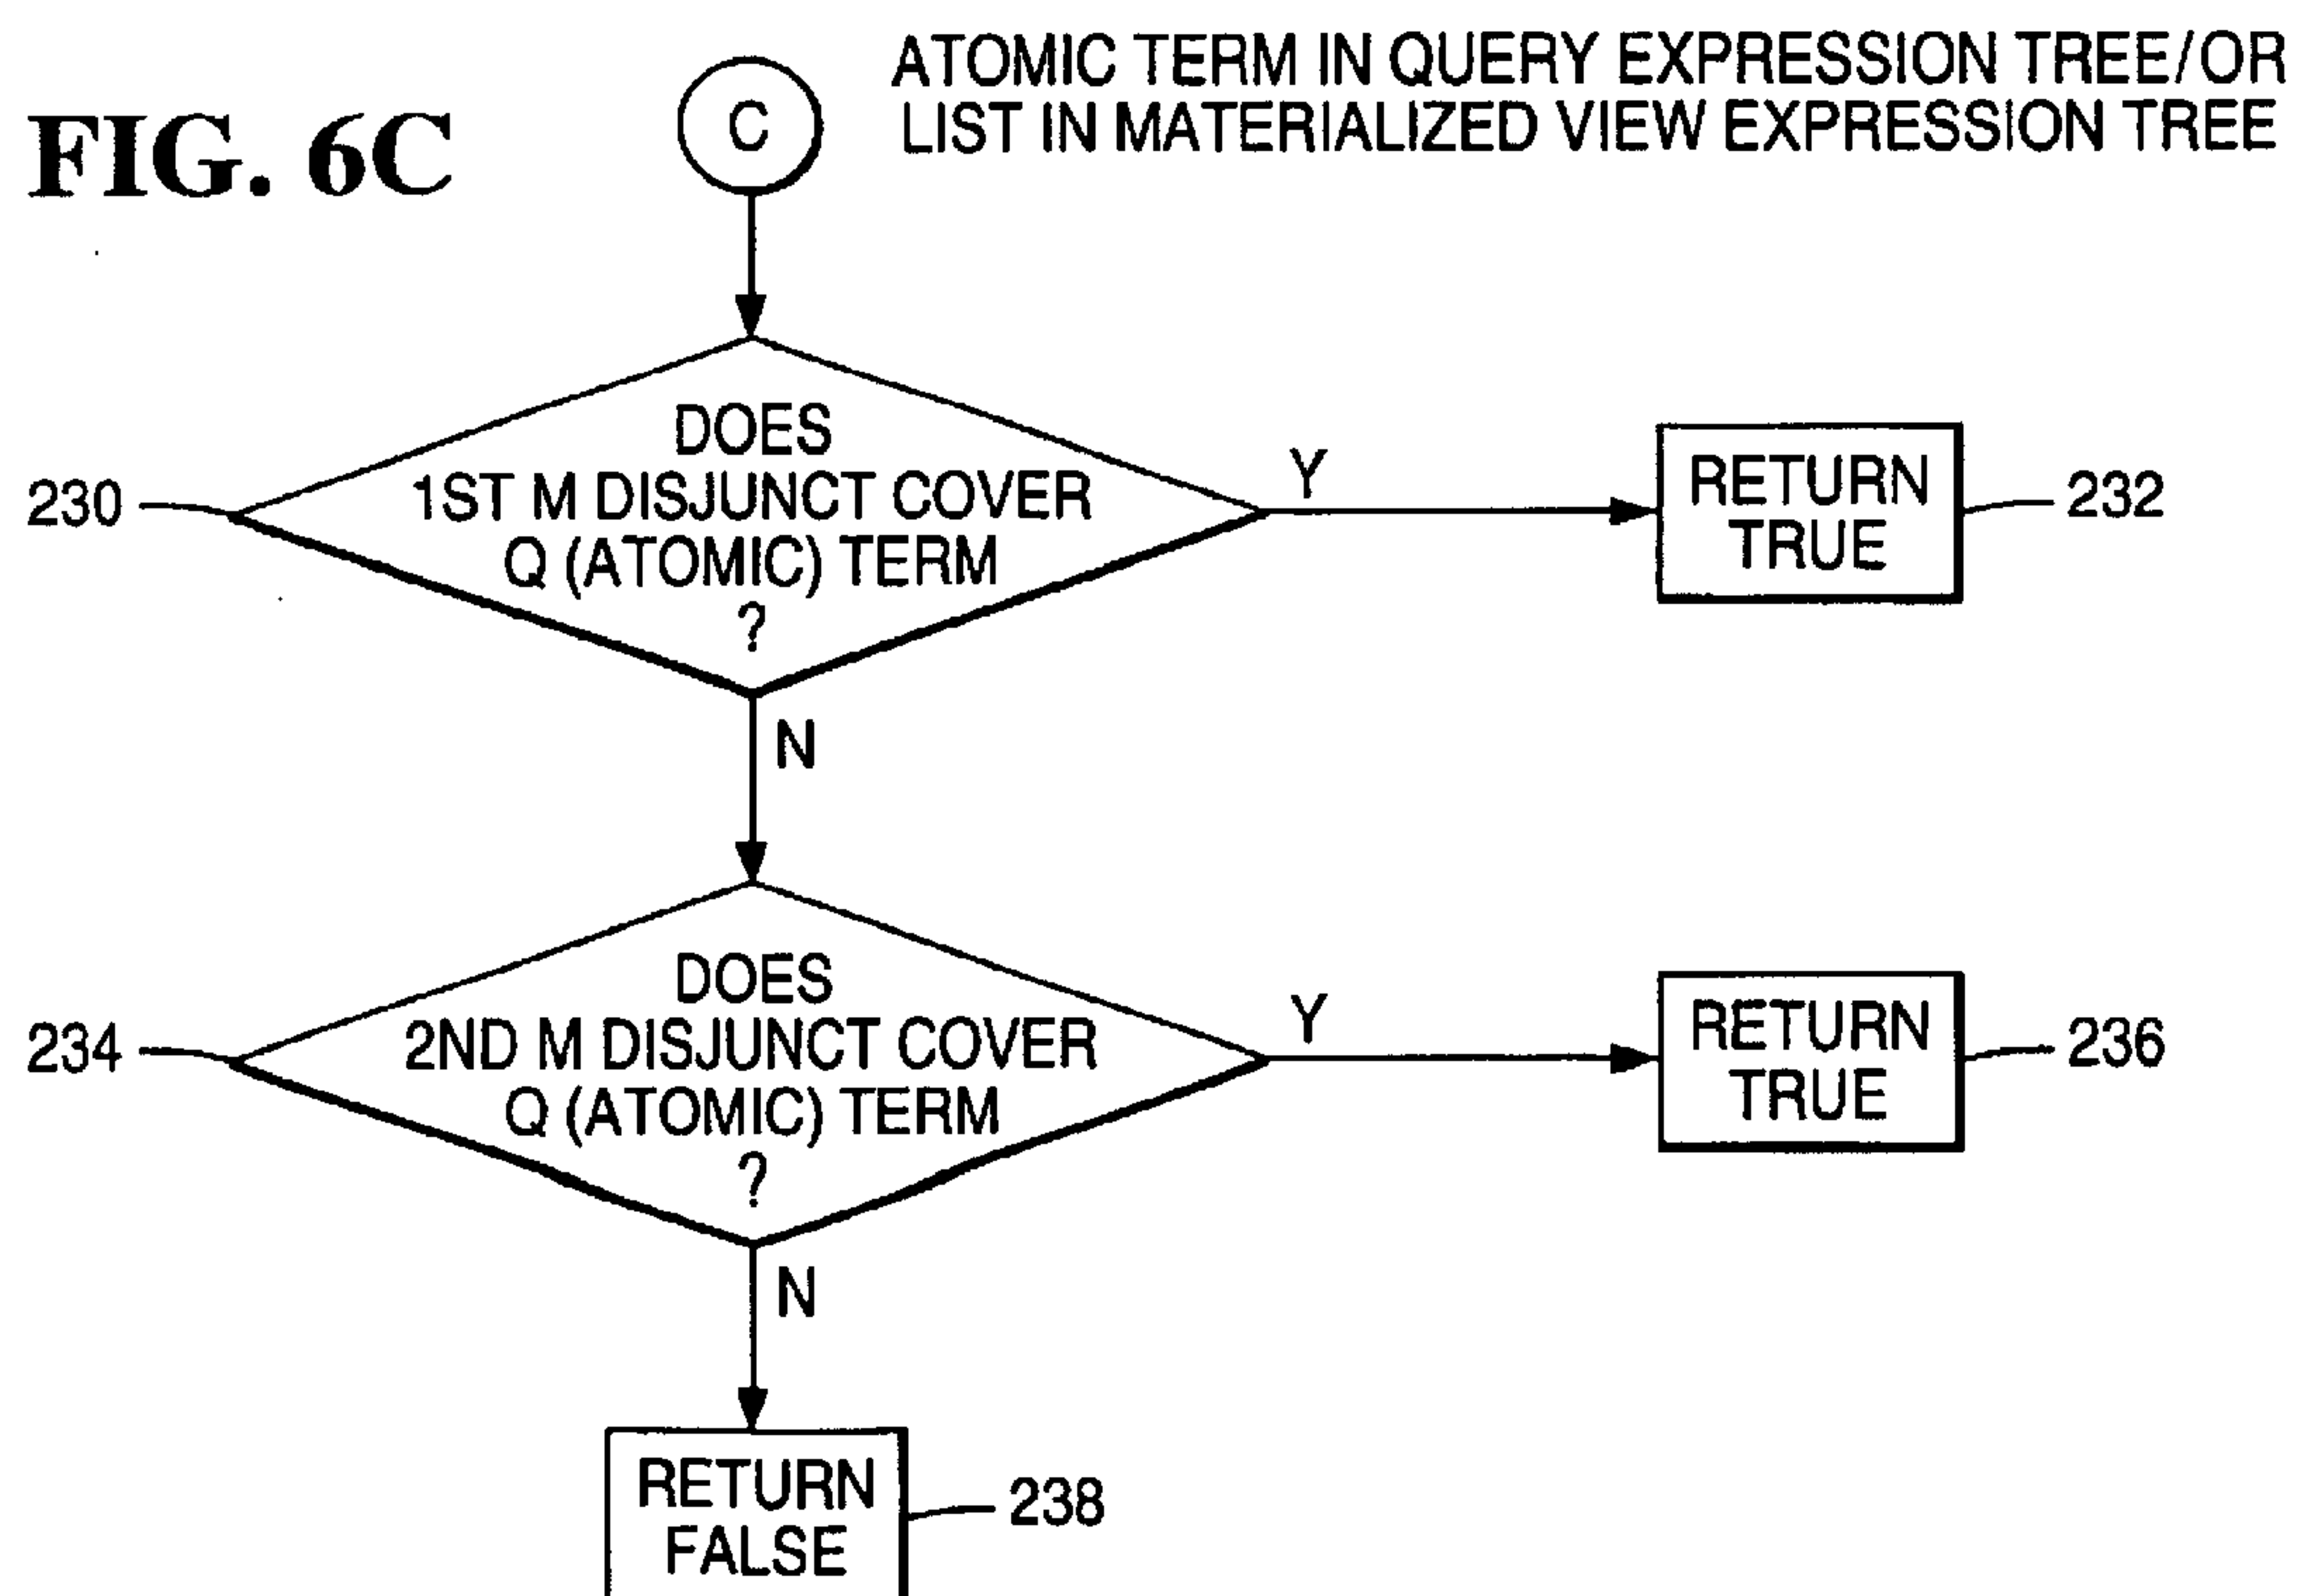 FIG. 6C
C
ATOMIC TERM IN QUERY EXPRESSION TREE/OR
LIST IN MATERIALIZED VIEW EXPRESSION TREE
230
DOES
1ST M DISJUNCT COVER
Q (ATOMIC) TERM
?
Y
RETURN
TRUE
232
N
234
DOES
2ND M DISJUNCT COVER
Q (ATOMIC) TERM
?
Y
RETURN
TRUE
236
N
RETURN
FALSE
238